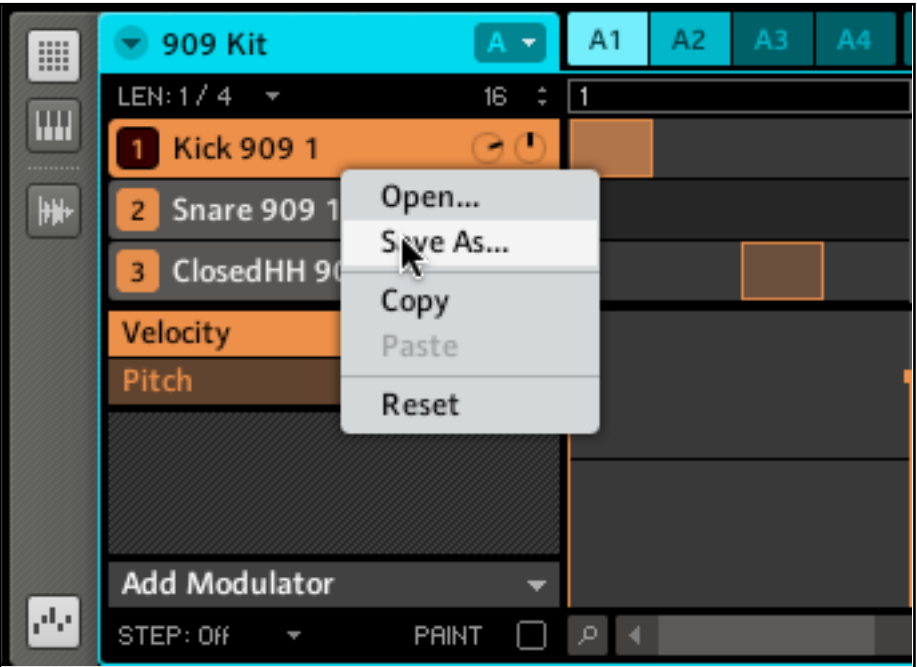 909 Kit A A1 A2 A3 A4
LEN: 1 / 4 16 1
1 Kick 909 1
2 Snare 909 1
3 ClosedHH 90
Open...
Save As...
Copy
Paste
Reset
Velocity
Pitch
Add Modulator
STEP: Off PAINT